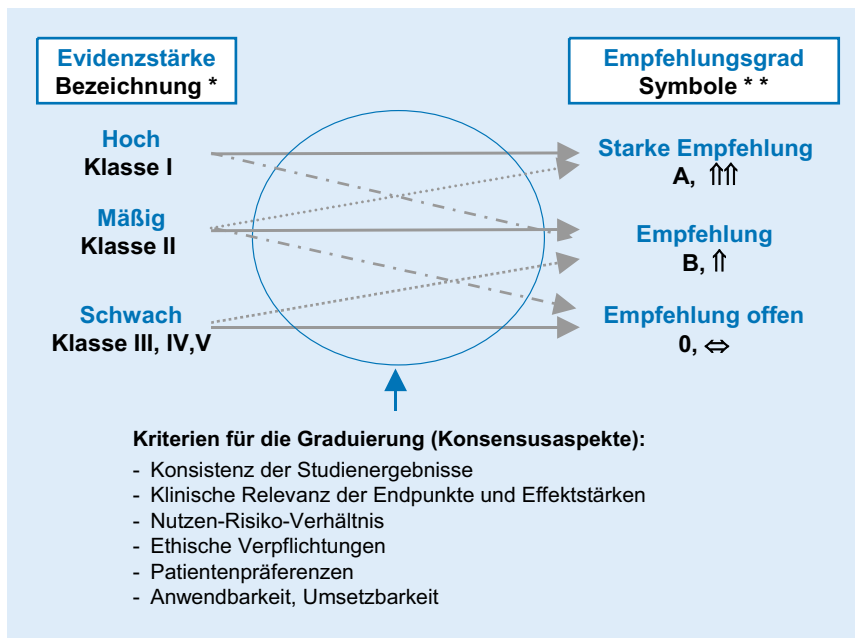 Evidenzstärke
Bezeichnung *
Empfehlungsgrad
Symbole * *
Hoch
Klasse I
Starke Empfehlung
A, ⇑⇑
Mäßig
Klasse II
Empfehlung
B, ⇑
Schwach
Klasse III, IV,V
Empfehlung offen
0, ⇔
Kriterien für die Graduierung (Konsensusaspekte):
- Konsistenz der Studienergebnisse
- Klinische Relevanz der Endpunkte und Effektstärken
- Nutzen-Risiko-Verhältnis
- Ethische Verpflichtungen
- Patientenpräferenzen
- Anwendbarkeit, Umsetzbarkeit